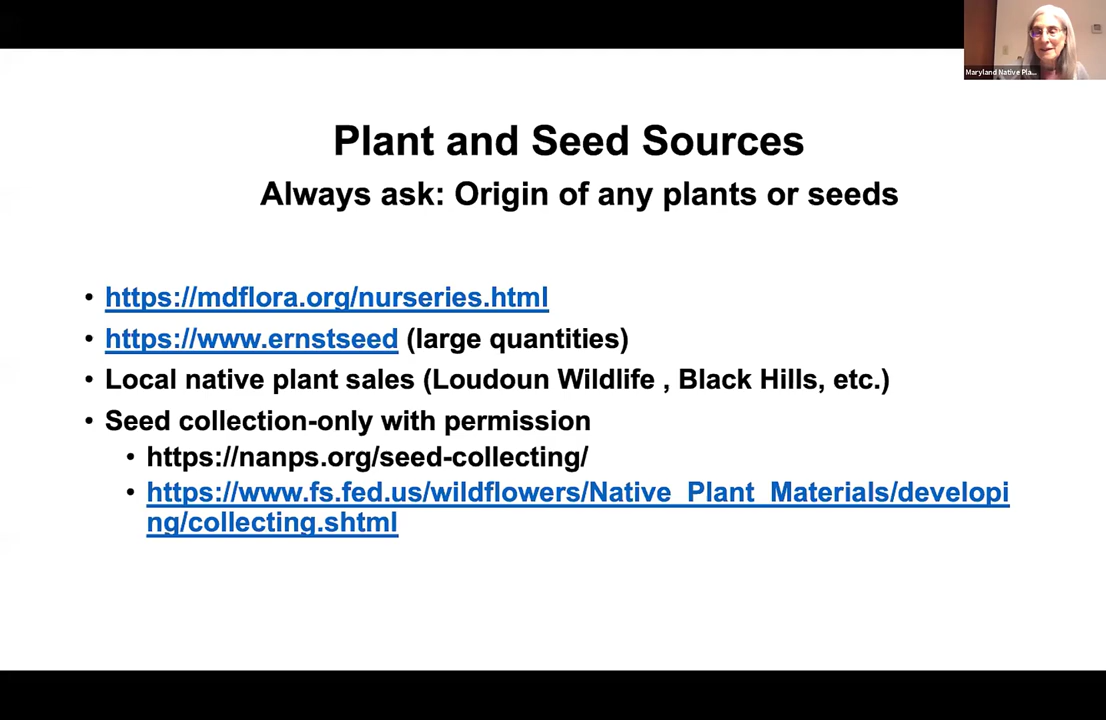 Maryland Native Pla...
Plant and Seed Sources
Always ask: Origin of any plants or seeds
• https://mdflora.org/nurseries.html
• https://www.ernstseed (large quantities)
• Local native plant sales (Loudoun Wildlife , Black Hills, etc.)
• Seed collection-only with permission
• https://nanps.org/seed-collecting/
• https://www.fs.fed.us/wildflowers/Native_Plant_Materials/developi
ng/collecting.shtml